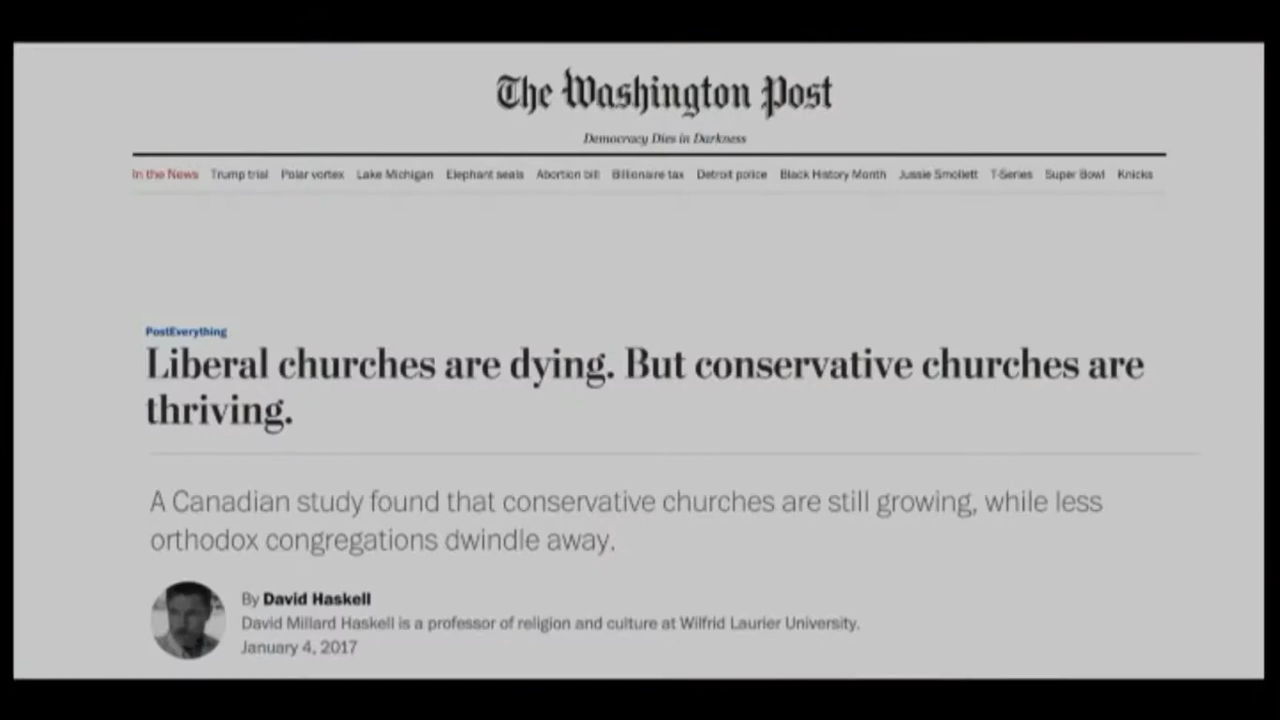 The Washington Post
Democracy Dies in Darkness
In the News Trump trial Polar vortex Lake Michigan Elephant seals Abortion bill Billionaire tax Detroit police Black History Month Jussie Smollett T-Series Super Bowl Knicks
PostEverything
Liberal churches are dying. But conservative churches are
thriving.
A Canadian study found that conservative churches are still growing, while less
orthodox congregations dwindle away.
By David Haskell
David Millard Haskell is a professor of religion and culture at Wilfrid Laurier University.
January 4, 2017